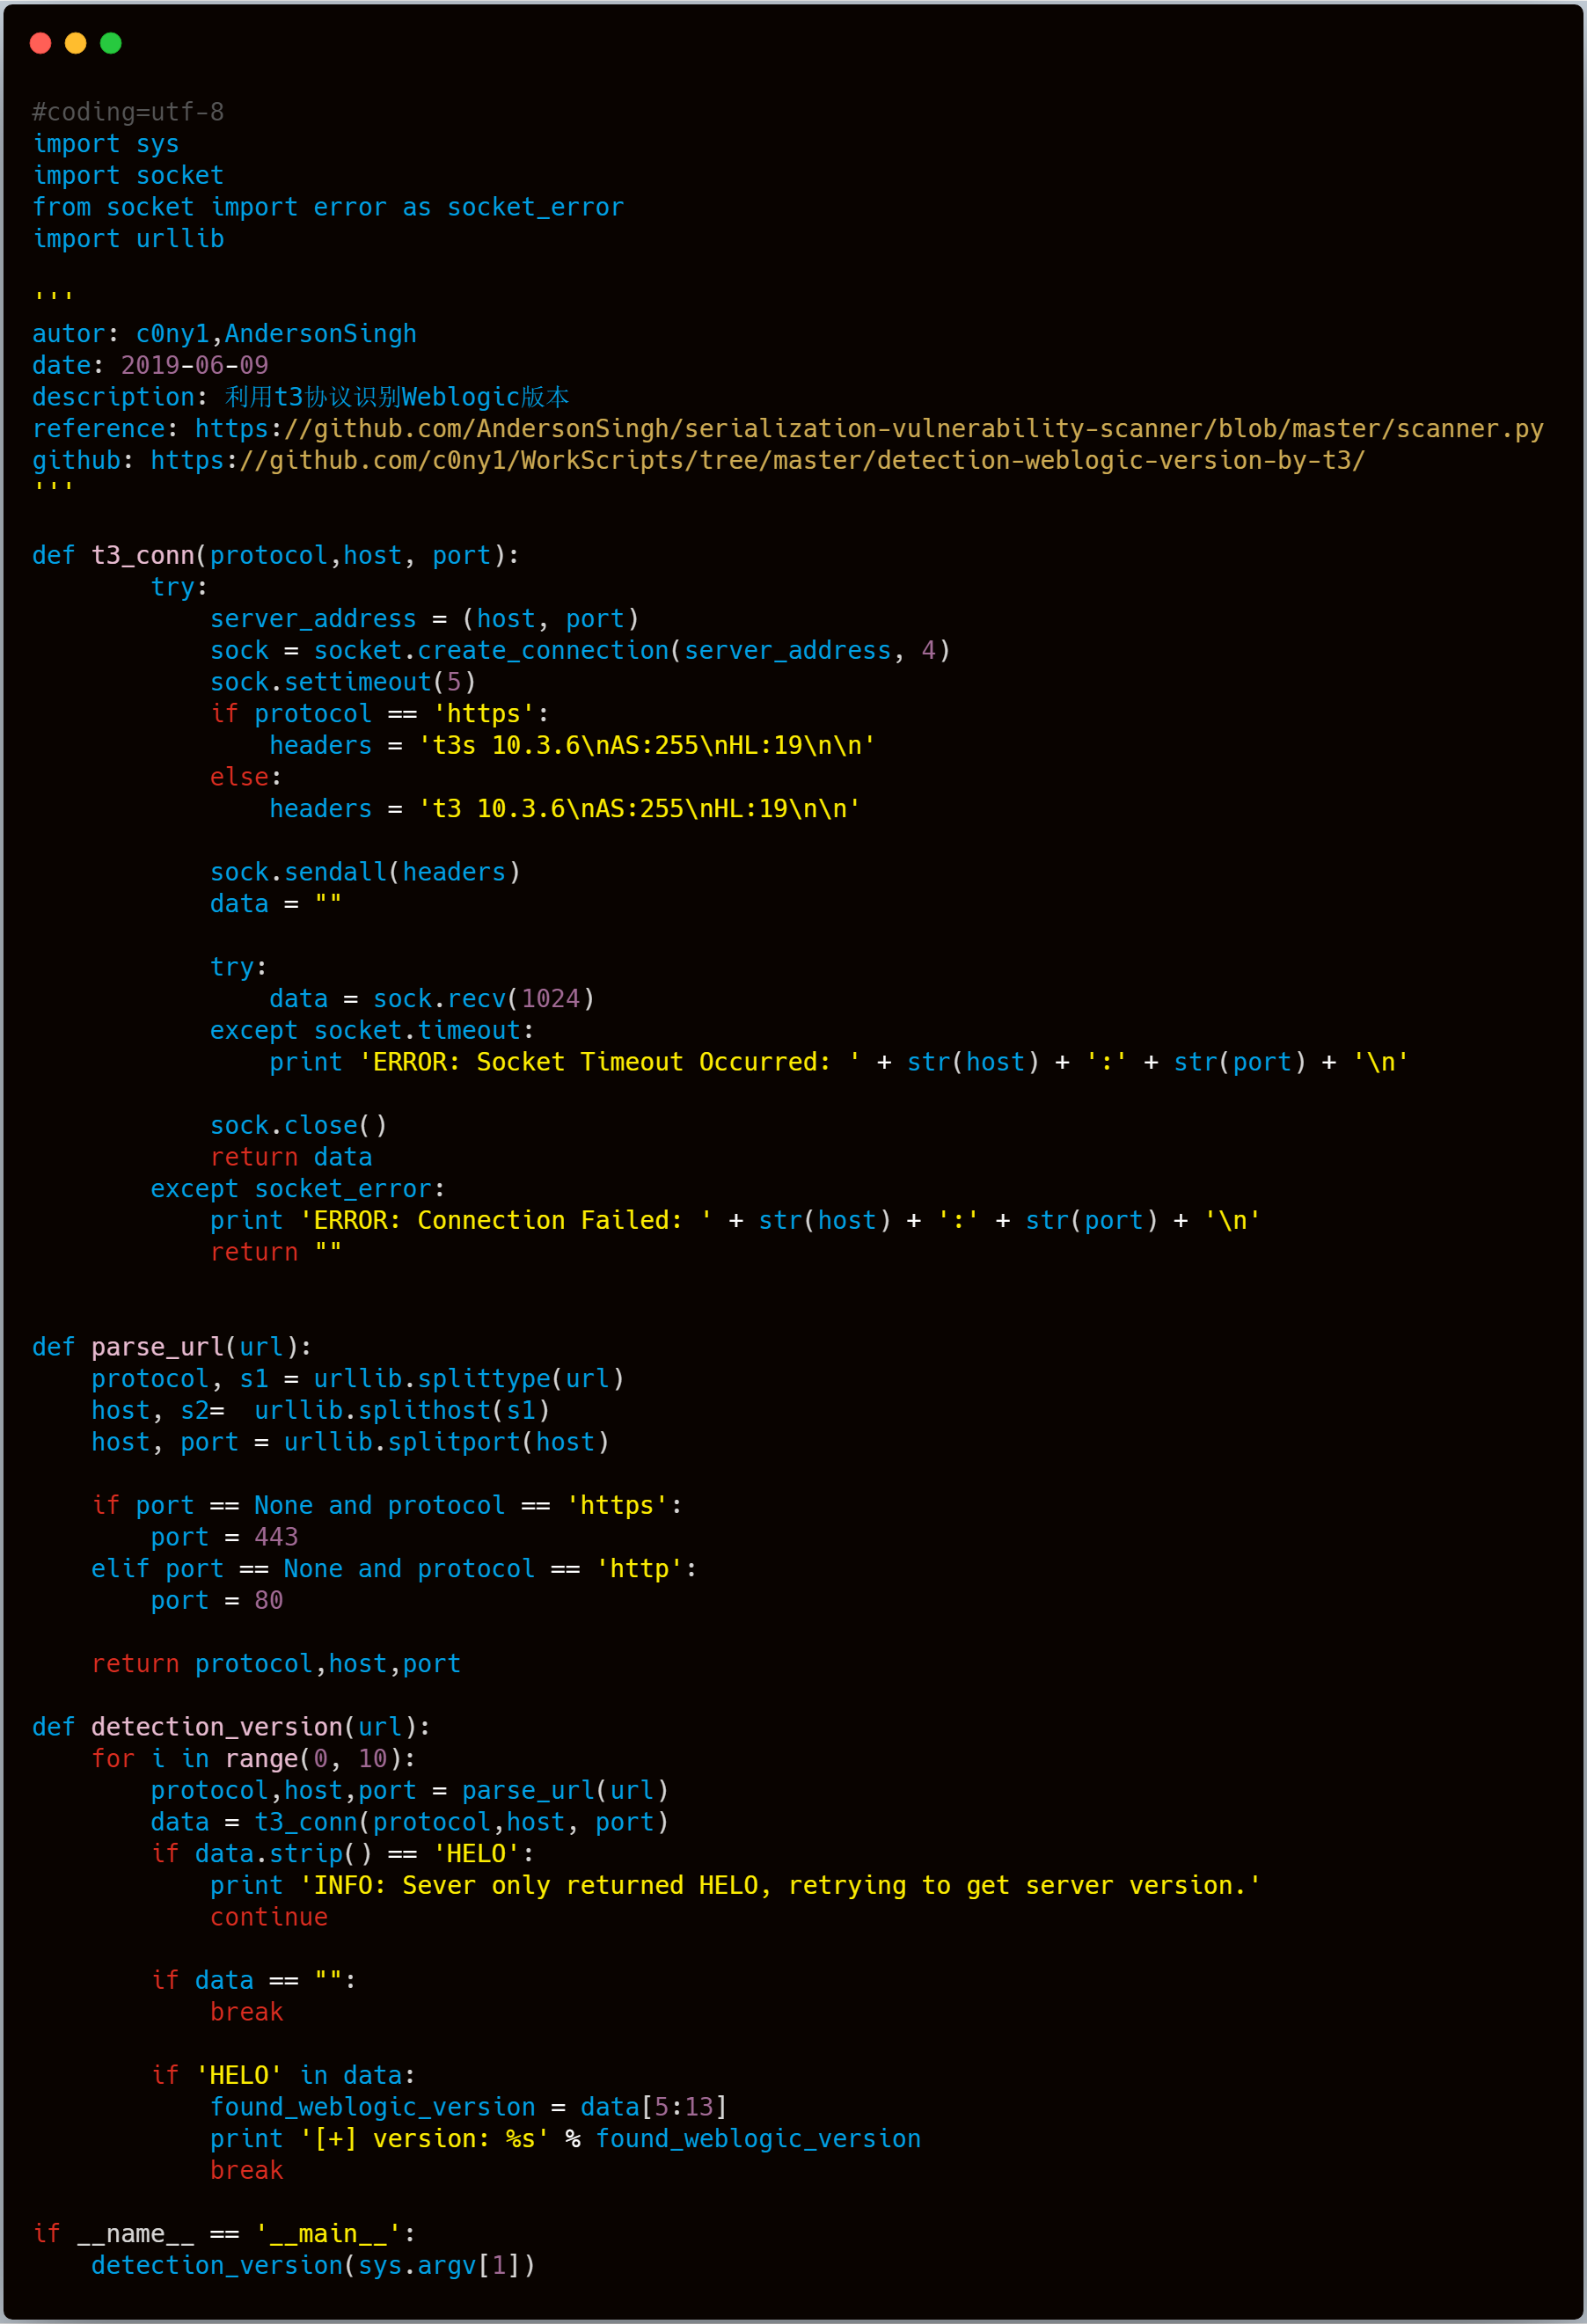 #coding=utf-8
import sys
import socket
from socket import error as socket_error
import urllib

'''
autor: c0ny1,AndersonSingh
date: 2019-06-09
description: 利用t3协议识别Weblogic版本
reference: https://github.com/AndersonSingh/serialization-vulnerability-scanner/blob/master/scanner.py
github: https://github.com/c0ny1/WorkScripts/tree/master/detection-weblogic-version-by-t3/
'''

def t3_conn(protocol,host, port):
        try:
            server_address = (host, port)
            sock = socket.create_connection(server_address, 4)
            sock.settimeout(5)
            if protocol == 'https':
                headers = 't3s 10.3.6\nAS:255\nHL:19\n\n'
            else:
                headers = 't3 10.3.6\nAS:255\nHL:19\n\n'

            sock.sendall(headers)
            data = ""

            try:
                data = sock.recv(1024)
            except socket.timeout:
                print 'ERROR: Socket Timeout Occurred: ' + str(host) + ':' + str(port) + '\n'

            sock.close()
            return data
        except socket_error:
            print 'ERROR: Connection Failed: ' + str(host) + ':' + str(port) + '\n'
            return ""


def parse_url(url):
    protocol, s1 = urllib.splittype(url)
    host, s2=  urllib.splithost(s1)
    host, port = urllib.splitport(host)

    if port == None and protocol == 'https':
        port = 443
    elif port == None and protocol == 'http':
        port = 80

    return protocol,host,port

def detection_version(url):
    for i in range(0, 10):
        protocol,host,port = parse_url(url)
        data = t3_conn(protocol,host, port)
        if data.strip() == 'HELO':
            print 'INFO: Sever only returned HELO, retrying to get server version.'
            continue

        if data == "":
            break

        if 'HELO' in data:
            found_weblogic_version = data[5:13]
            print '[+] version: %s' % found_weblogic_version
            break

if __name__ == '__main__':
    detection_version(sys.argv[1])